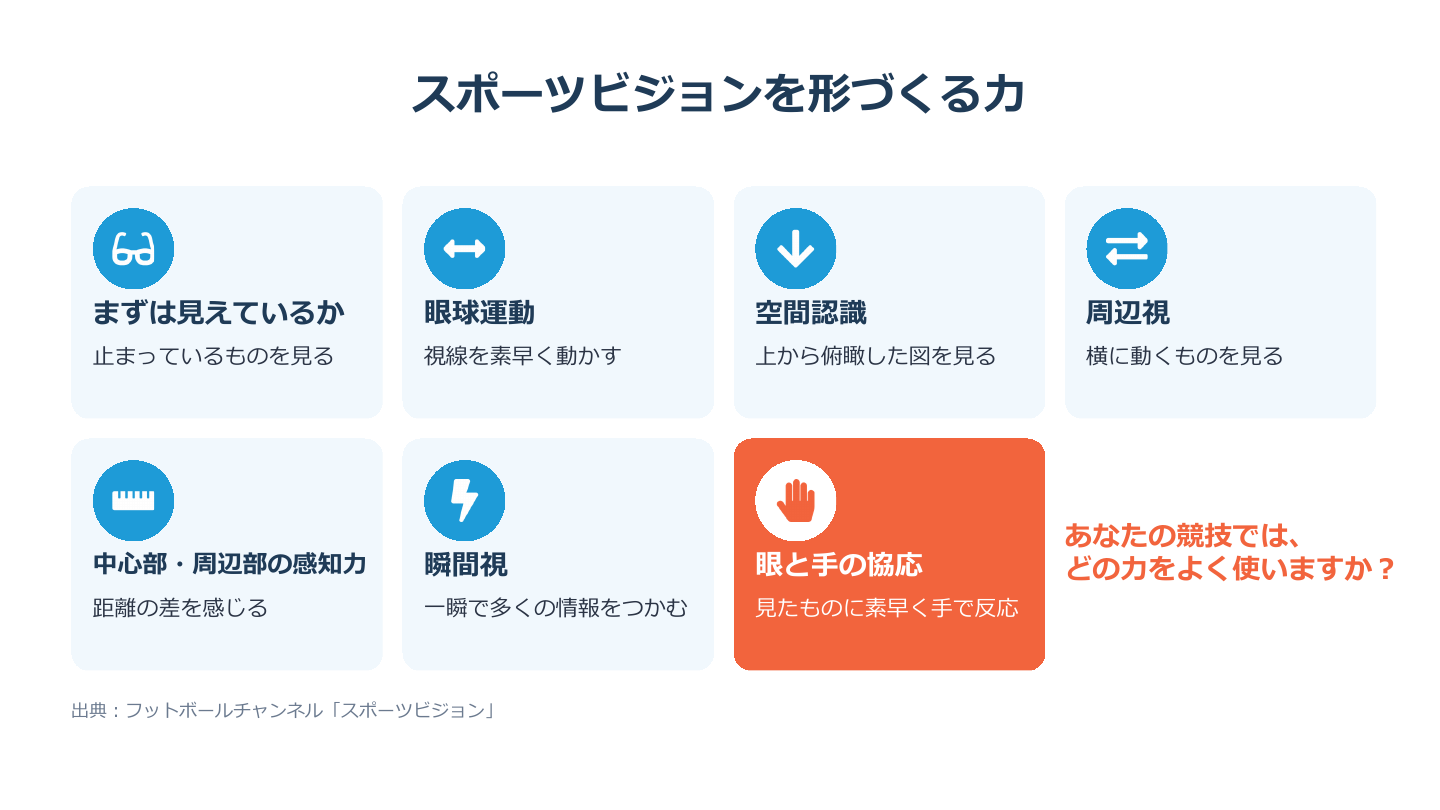 スポーツビジョンを形づくる力
まずは見えているか
止まっているものを見る
眼球運動
視線を素早く動かす
空間認識
上から俯瞰した図を見る
周辺視
横に動くものを見る
中心部・周辺部の感知力
距離の差を感じる
瞬間視
一瞬で多くの情報をつかむ
眼と手の協応
見たものに素早く手で反応
あなたの競技では、
どの力をよく使いますか？
出典：フットボールチャンネル「スポーツビジョン」